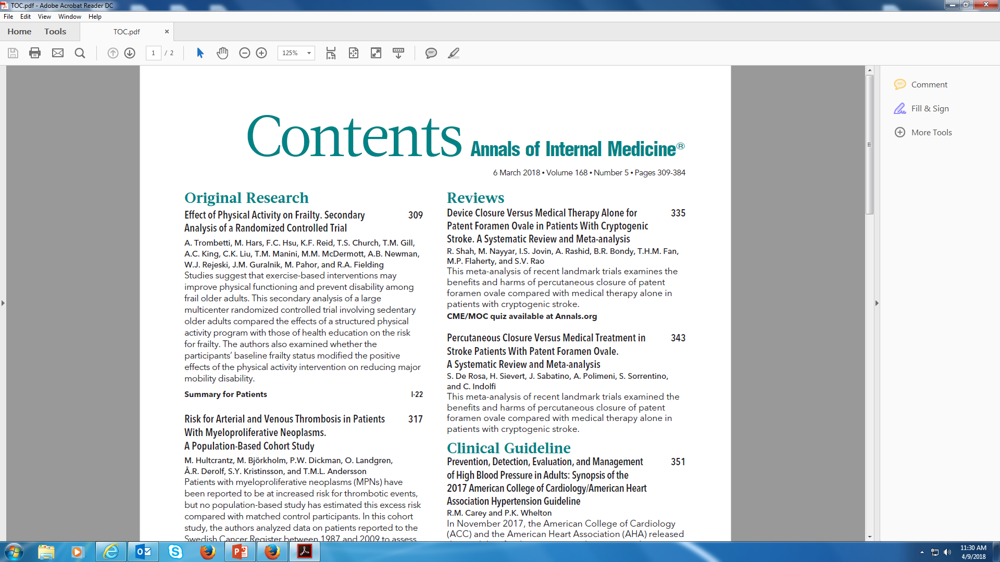 TOC.pdf - Adobe Acrobat Reader DC
File Edit View Window Help
Home Tools TOC.pdf
1 / 2 125%
Comment
Fill & Sign
More Tools
Contents Annals of Internal Medicine®
6 March 2018 • Volume 168 • Number 5 • Pages 309-384
Original Research
Effect of Physical Activity on Frailty. Secondary 309
Analysis of a Randomized Controlled Trial
A. Trombetti, M. Hars, F.C. Hsu, K.F. Reid, T.S. Church, T.M. Gill,
A.C. King, C.K. Liu, T.M. Manini, M.M. McDermott, A.B. Newman,
W.J. Rejeski, J.M. Guralnik, M. Pahor, and R.A. Fielding
Studies suggest that exercise-based interventions may
improve physical functioning and prevent disability among
frail older adults. This secondary analysis of a large
multicenter randomized controlled trial involving sedentary
older adults compared the effects of a structured physical
activity program with those of health education on the risk
for frailty. The authors also examined whether the
participants’ baseline frailty status modified the positive
effects of the physical activity intervention on reducing major
mobility disability.
Summary for Patients I-22
Risk for Arterial and Venous Thrombosis in Patients 317
With Myeloproliferative Neoplasms.
A Population-Based Cohort Study
M. Hultcrantz, M. Björkholm, P.W. Dickman, O. Landgren,
Å.R. Derolf, S.Y. Kristinsson, and T.M.L. Andersson
Patients with myeloproliferative neoplasms (MPNs) have
been reported to be at increased risk for thrombotic events,
but no population-based study has estimated this excess risk
compared with matched control participants. In this cohort
study, the authors analyzed data on patients reported to the
Swedish Cancer Register between 1987 and 2009 to assess
Reviews
Device Closure Versus Medical Therapy Alone for 335
Patent Foramen Ovale in Patients With Cryptogenic
Stroke. A Systematic Review and Meta-analysis
R. Shah, M. Nayyar, I.S. Jovin, A. Rashid, B.R. Bondy, T.H.M. Fan,
M.P. Flaherty, and S.V. Rao
This meta-analysis of recent landmark trials examines the
benefits and harms of percutaneous closure of patent
foramen ovale compared with medical therapy alone in
patients with cryptogenic stroke.
CME/MOC quiz available at Annals.org
Percutaneous Closure Versus Medical Treatment in 343
Stroke Patients With Patent Foramen Ovale.
A Systematic Review and Meta-analysis
S. De Rosa, H. Sievert, J. Sabatino, A. Polimeni, S. Sorrentino,
and C. Indolfi
This meta-analysis of recent landmark trials examined the
benefits and harms of percutaneous closure of patent
foramen ovale compared with medical therapy alone in
patients with cryptogenic stroke.
Clinical Guideline
Prevention, Detection, Evaluation, and Management 351
of High Blood Pressure in Adults: Synopsis of the
2017 American College of Cardiology/American Heart
Association Hypertension Guideline
R.M. Carey and P.K. Whelton
In November 2017, the American College of Cardiology
(ACC) and the American Heart Association (AHA) released
11:30 AM
4/9/2018